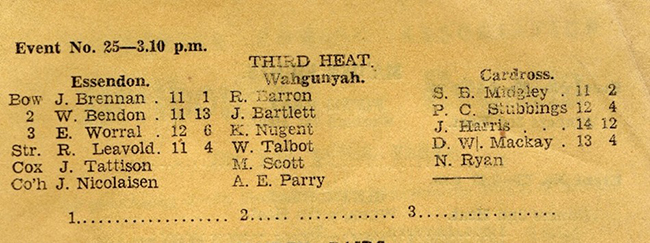 Event No. 25—3.10 p.m.
THIRD HEAT.
Essendon. Wahgunyah. Cardross.
Bow J. Brennan . 11 1 R. Barron S. B. Midgley . 11 2
2 W. Bendon . 11 13 J. Bartlett P. C. Stubbings 12 4
3 E. Worral . 12 6 K. Nugent J. Harris . . . 14 12
Str. R. Leavold . 11 4 W. Talbot D. W. Mackay . 13 4
Cox J. Tattison M. Scott N. Ryan
Co'h J. Nicolaisen A. E. Parry
1.................. 2..... ............. 3.................